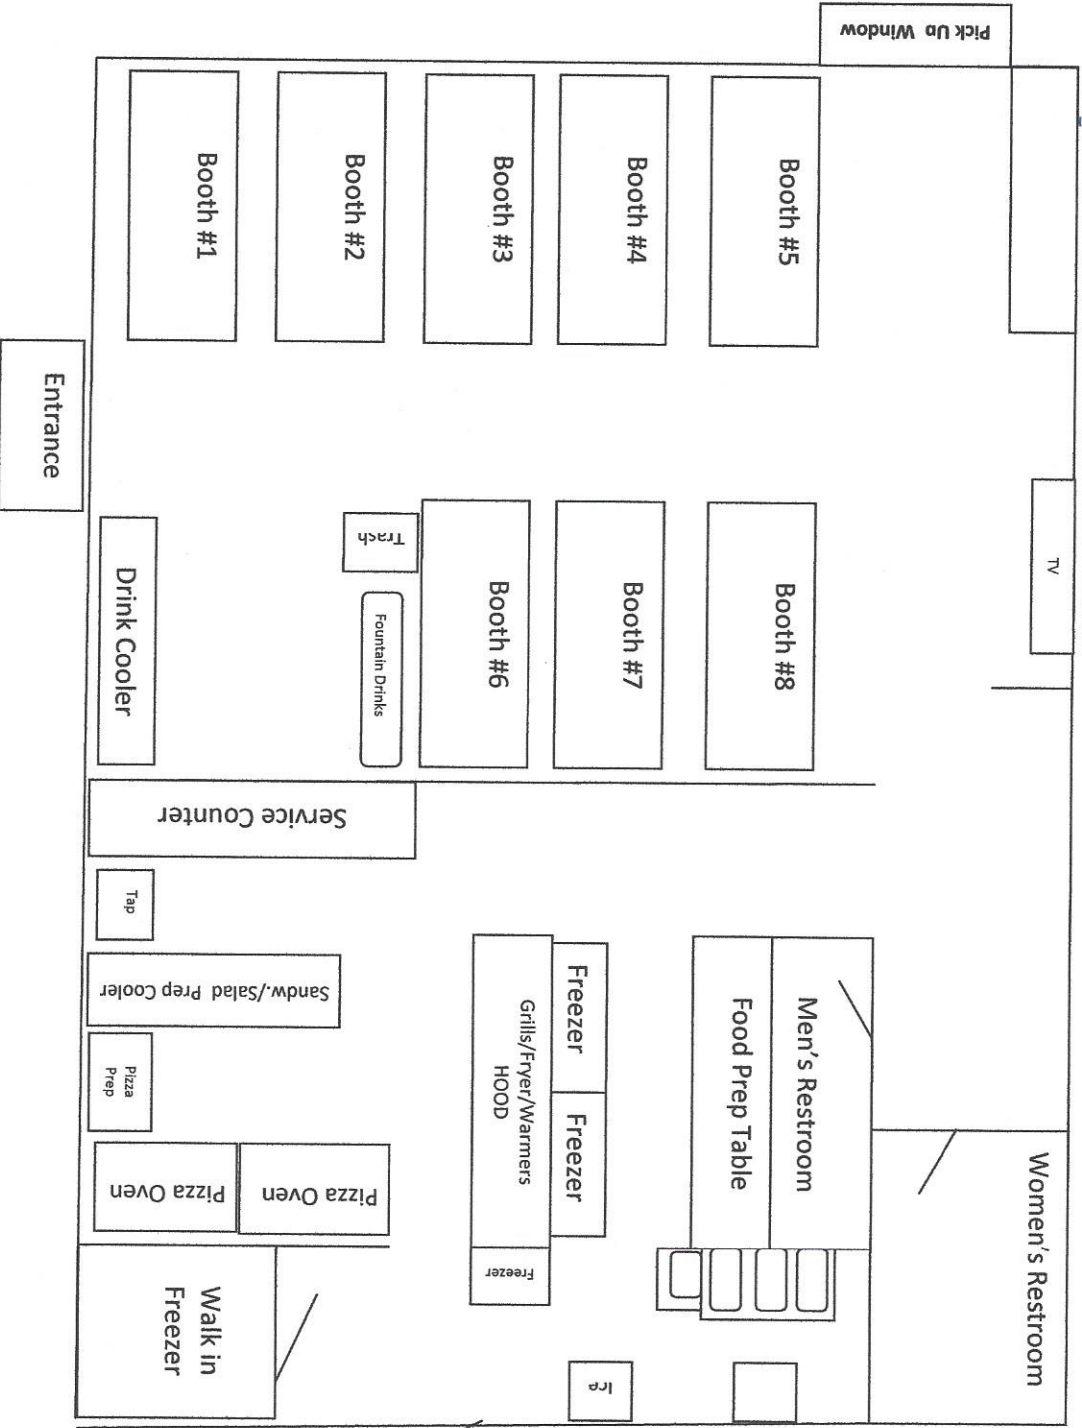 Pick Up Window
Booth #1
Booth #2
Booth #3
Booth #4
Booth #5
Entrance
Drink Cooler
Trash
Fountain Drinks
Booth #6
Booth #7
Booth #8
TV
Service Counter
Tap
Sandw./Salad Prep Cooler
Pizza
Prep
Pizza Oven
Pizza Oven
Walk in
Freezer
Grills/Fryer/Warmers
HOOD
Freezer
Freezer
Freezer
Food Prep Table
Men's Restroom
Women's Restroom
Ice